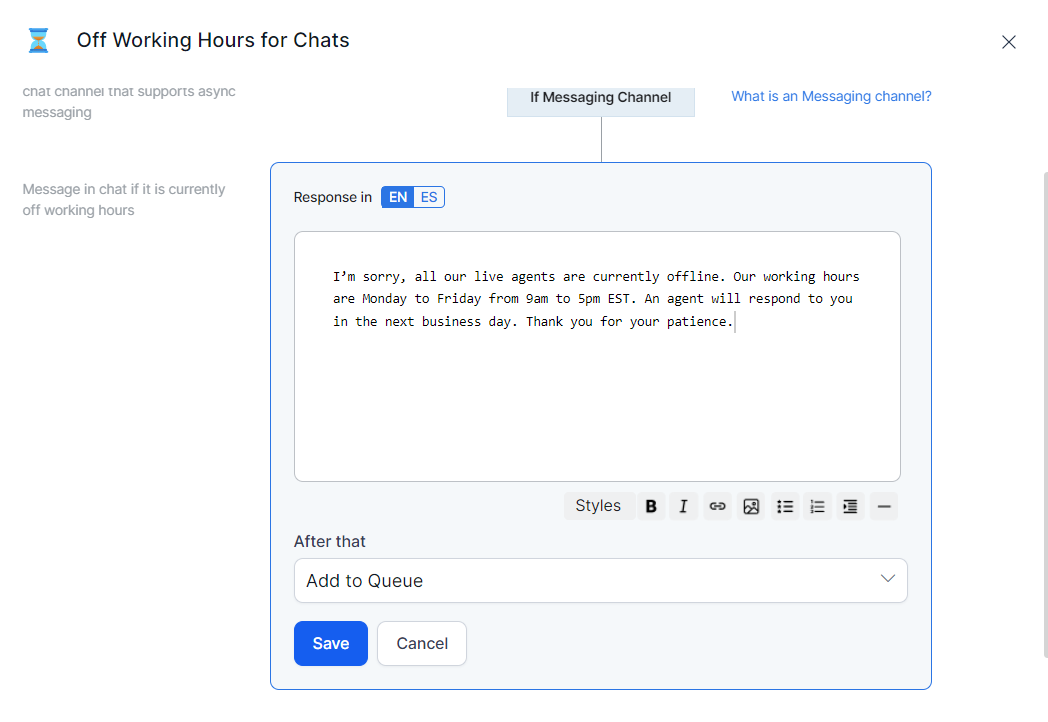 Off Working Hours for Chats
chat channel that supports async
messaging
If Messaging Channel
What is an Messaging channel?
Message in chat if it is currently
off working hours
Response in EN ES
I’m sorry, all our live agents are currently offline. Our working hours
are Monday to Friday from 9am to 5pm EST. An agent will respond to you
in the next business day. Thank you for your patience.
Styles B I
After that
Add to Queue
Save Cancel